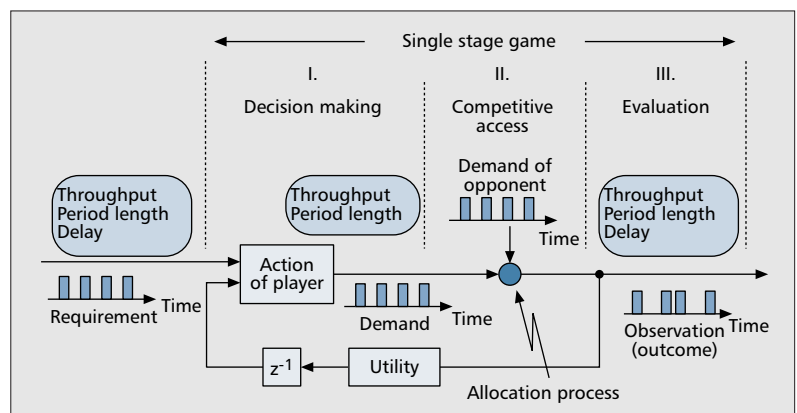 Single stage game
I.
Decision making
II.
Competitive
access
III.
Evaluation
Throughput
Period length
Delay
Throughput
Period length
Demand of
opponent
Time
Throughput
Period length
Delay
Action
of player
Time
Requirement
Time
Demand
Time
Observation
(outcome)
z-1
Utility
Allocation process